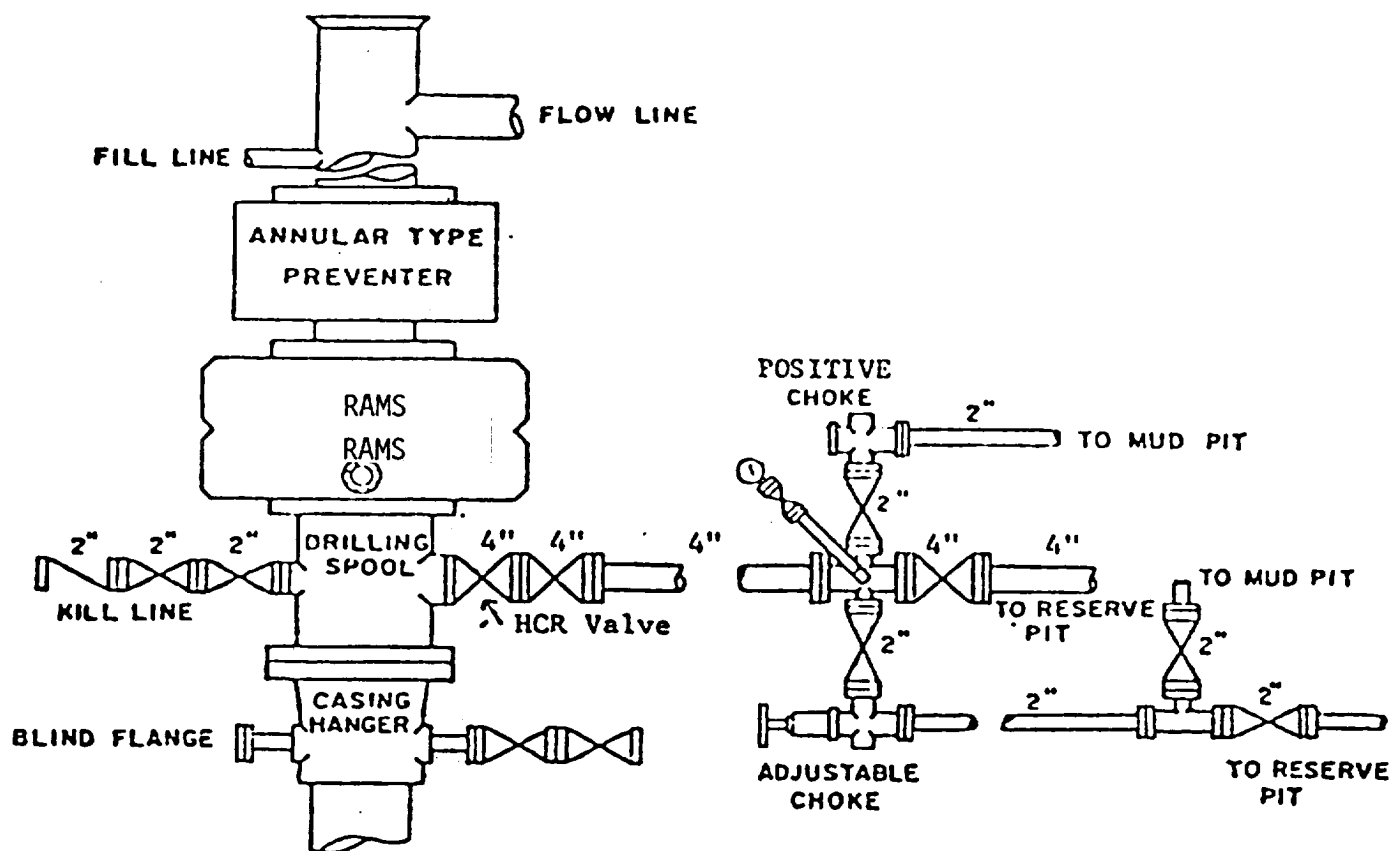 FLOW LINE
FILL LINE
ANNULAR TYPE
PREVENTER
RAMS
RAMS
POSITIVE
CHOKE
2"
TO MUD PIT
2"
2" 2" 2"
DRILLING
SPOOL
4" 4" 4"
KILL LINE
HCR Valve
4" 4"
TO RESERVE
PIT
2"
TO MUD PIT
2"
CASING
HANGER
BLIND FLANGE
2" 2"
ADJUSTABLE
CHOKE
TO RESERVE
PIT